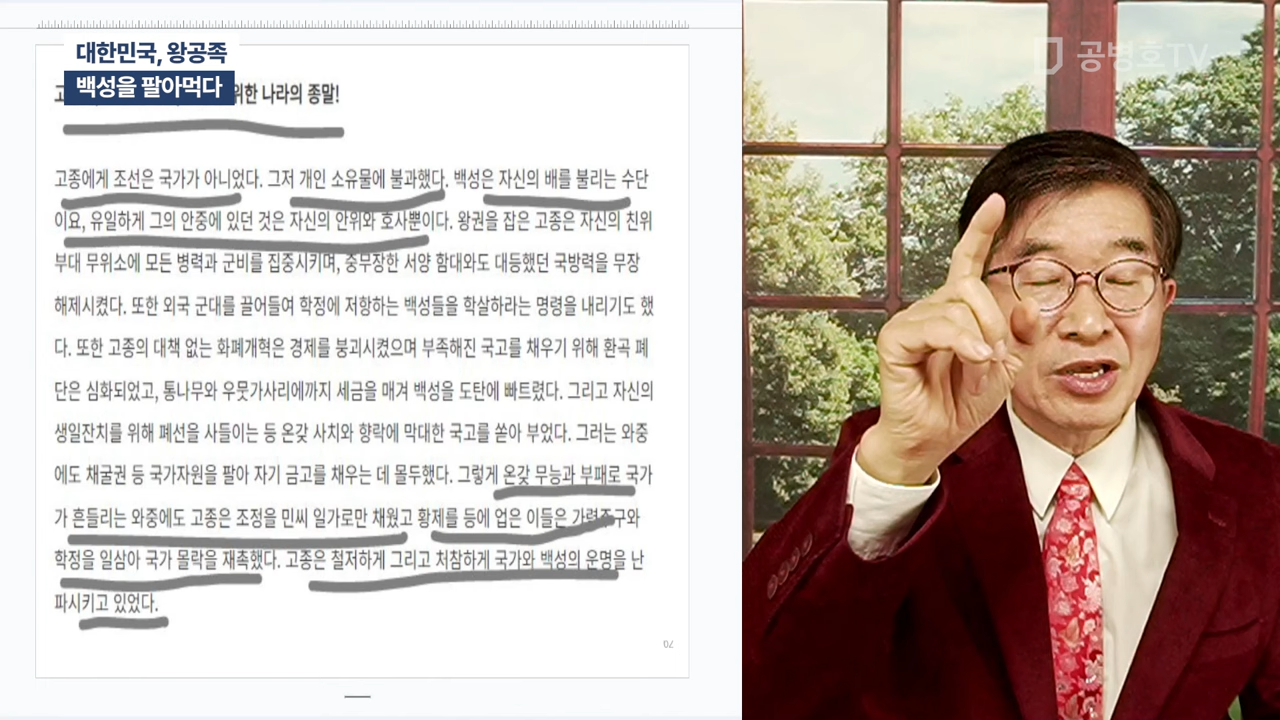 대한민국, 왕공족
백성을 팔아먹다
위한 나라의 종말!
고종에게 조선은 국가가 아니었다. 그저 개인 소유물에 불과했다. 백성은 자신의 배를 불리는 수단
이요, 유일하게 그의 안중에 있던 것은 자신의 안위와 호사뿐이다. 왕권을 잡은 고종은 자신의 친위
부대 무위소에 모든 병력과 군비를 집중시키며, 중무장한 서양 함대와도 대등했던 국방력을 무장
해제시켰다. 또한 외국 군대를 끌어들여 학정에 저항하는 백성들을 학살하라는 명령을 내리기도 했
다. 또한 고종의 대책 없는 화폐개혁은 경제를 붕괴시켰으며 부족해진 국고를 채우기 위해 환곡 폐
단은 심화되었고, 통나무와 우뭇가사리에까지 세금을 매겨 백성을 도탄에 빠트렸다. 그리고 자신의
생일잔치를 위해 폐선을 사들이는 등 온갖 사치와 향락에 막대한 국고를 쏟아 부었다. 그러는 와중
에도 채굴권 등 국가자원을 팔아 자기 금고를 채우는 데 몰두했다. 그렇게 온갖 무능과 부패로 국가
가 흔들리는 와중에도 고종은 조정을 민씨 일가로만 채웠고 황제를 등에 업은 이들은
학정을 일삼아 국가 몰락을 재촉했다. 고종은 철저하게 그리고 처참하게 국가와 백성의 운명을 난
파시키고 있었다.
공병호TV